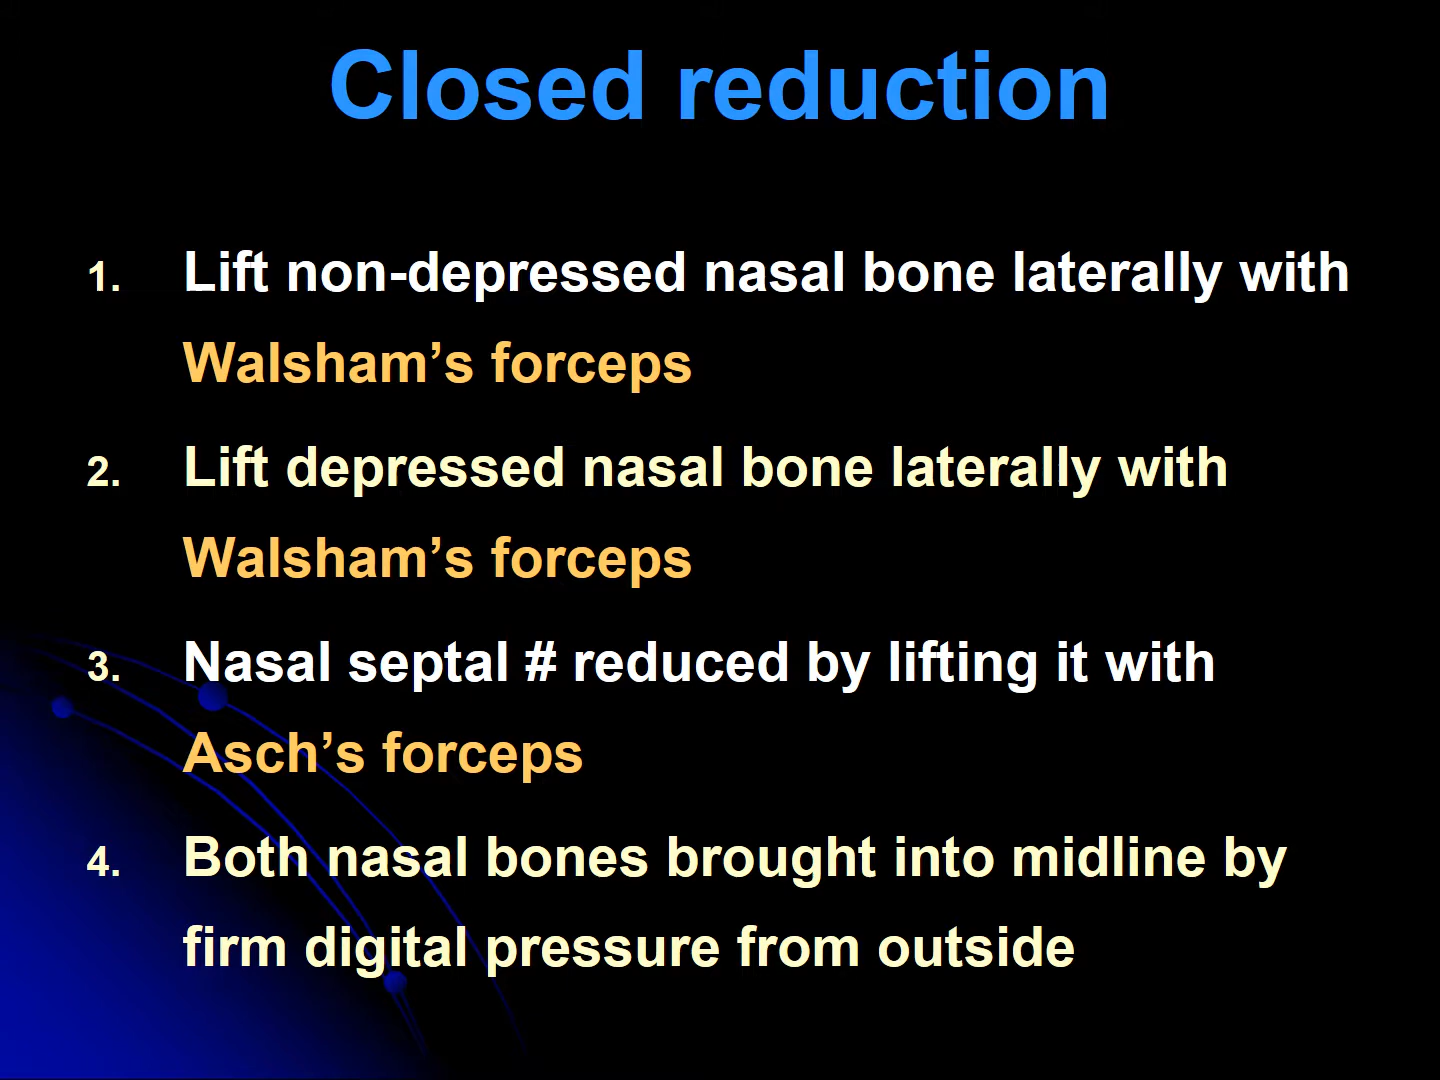 Closed reduction
1. Lift non-depressed nasal bone laterally with
Walsham’s forceps
2. Lift depressed nasal bone laterally with
Walsham’s forceps
3. Nasal septal # reduced by lifting it with
Asch’s forceps
4. Both nasal bones brought into midline by
firm digital pressure from outside